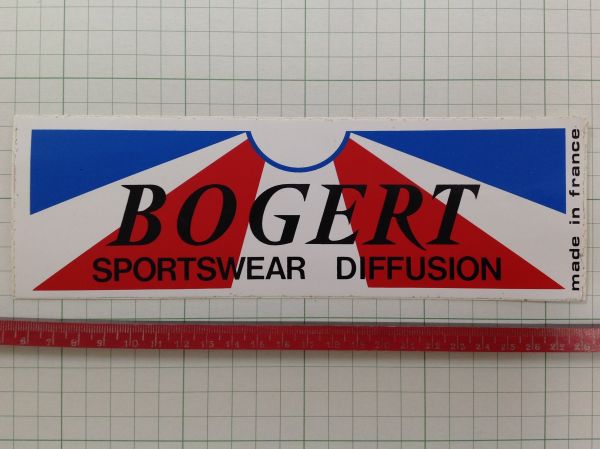 BOGERT
SPORTSWEAR DIFFUSION
made in france